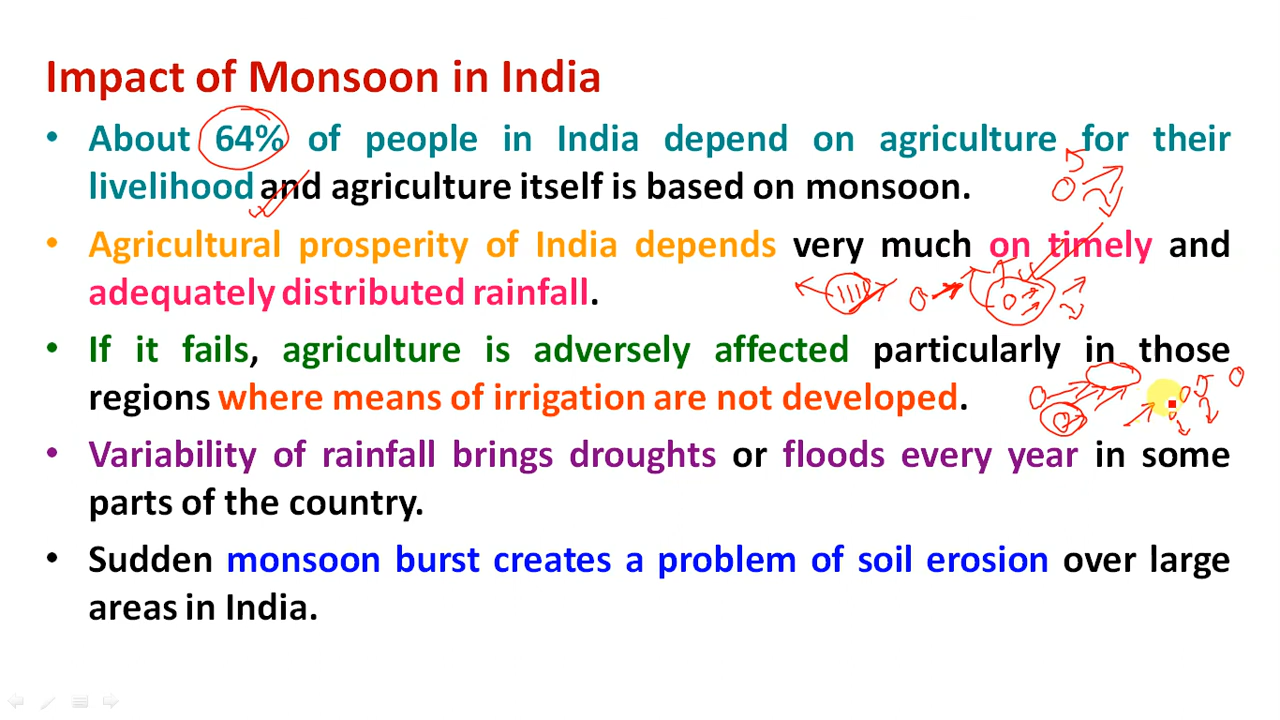 Impact of Monsoon in India
• About 64% of people in India depend on agriculture for their
livelihood and agriculture itself is based on monsoon.
• Agricultural prosperity of India depends very much on timely and
adequately distributed rainfall.
• If it fails, agriculture is adversely affected particularly in those
regions where means of irrigation are not developed.
• Variability of rainfall brings droughts or floods every year in some
parts of the country.
• Sudden monsoon burst creates a problem of soil erosion over large
areas in India.